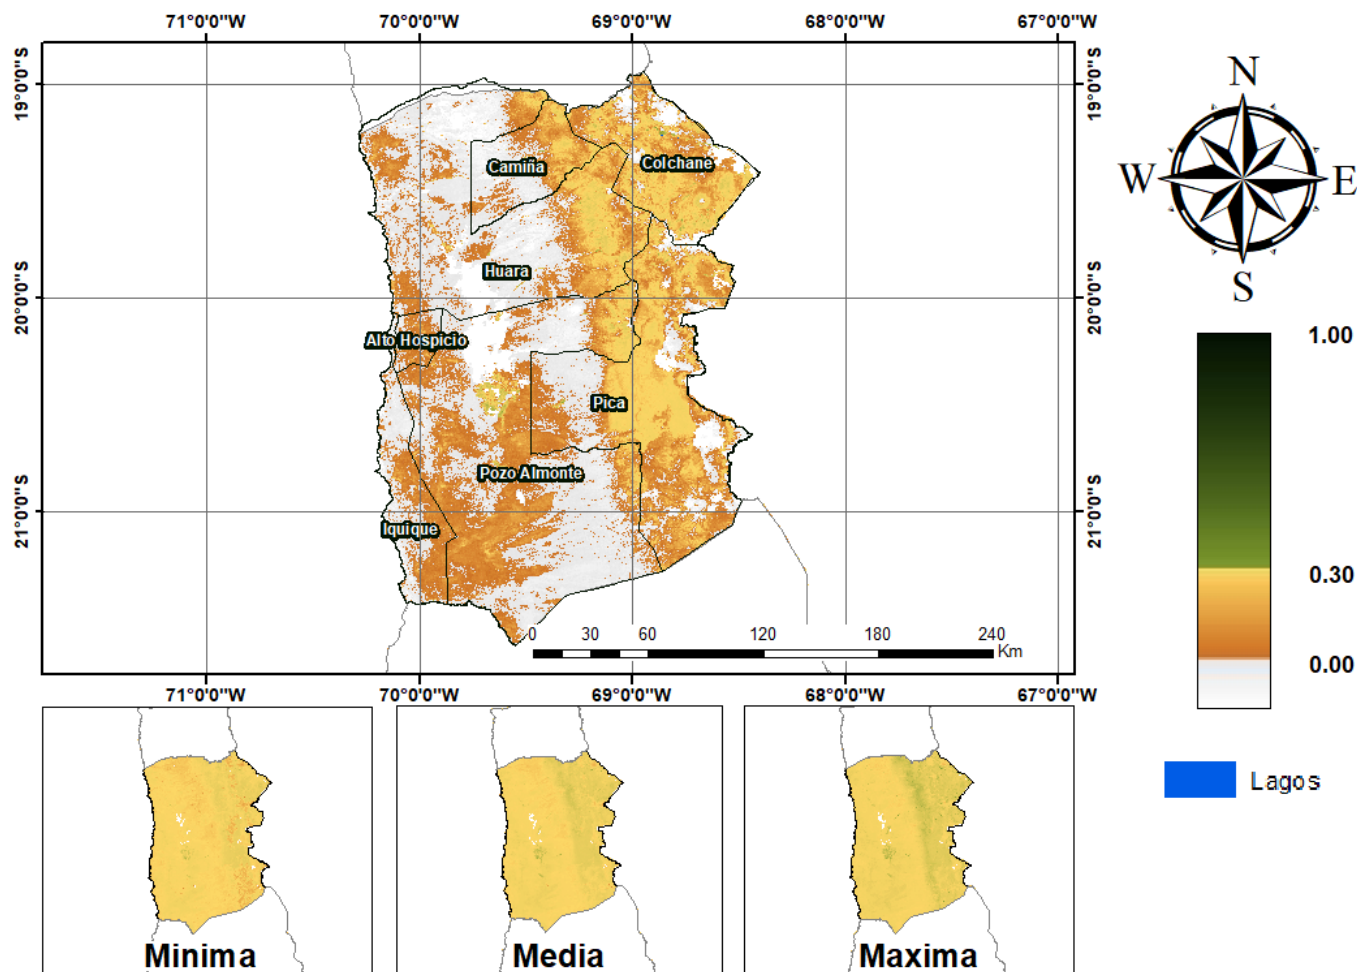 71°0'0"W 70°0'0"W 69°0'0"W 68°0'0"W 67°0'0"W
19°0'0"S
20°0'0"S
21°0'0"S
Camiña
Colchane
Huara
Alto Hospicio
Pica
Pozo Almonte
Iquique
0 30 60 120 180 240
Km
19°0'0"S
20°0'0"S
21°0'0"S
71°0'0"W 70°0'0"W 69°0'0"W 68°0'0"W 67°0'0"W
N
W E
S
1.00
0.30
0.00
Lagos
Minima
Media
Maxima